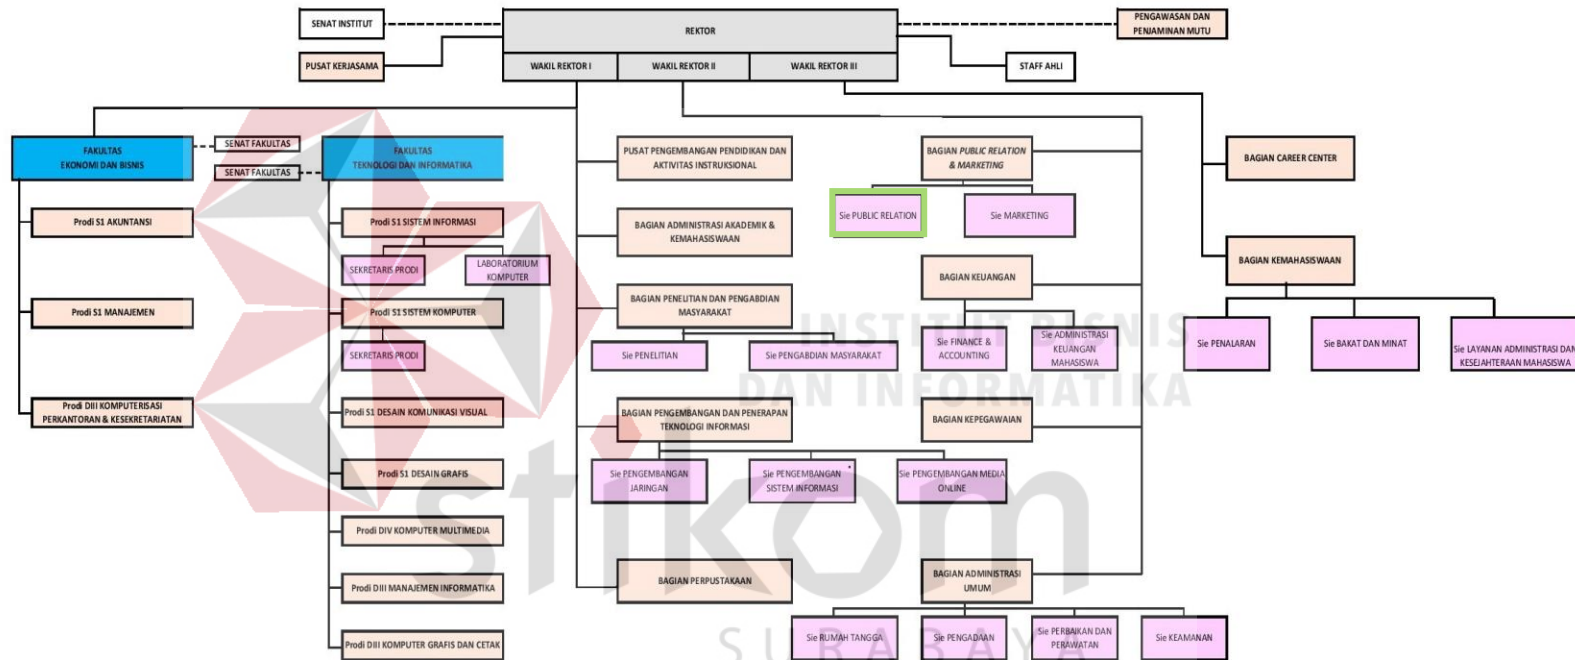 SENAT INSTITUT
REKTOR
PENGAWASAN DAN
PENJAMINAN MUTU
PUSAT KERJASAMA
WAKIL REKTOR I
WAKIL REKTOR II
WAKIL REKTOR III
STAFF AHLI
FAKULTAS
EKONOMI DAN BISNIS
SENAT FAKULTAS
SENAT FAKULTAS
FAKULTAS
TEKNOLOGI DAN INFORMATIKA
PUSAT PENGEMBANGAN PENDIDIKAN DAN
AKTIVITAS INSTRUKSIONAL
BAGIAN PUBLIC RELATION
& MARKETING
BAGIAN CAREER CENTER
Prodi S1 AKUNTANSI
Prodi S1 SISTEM INFORMASI
BAGIAN ADMINISTRASI AKADEMIK &
KEMAHASISWAAN
Sie PUBLIC RELATION
Sie MARKETING
SEKRETARIS PRODI
LABORATORIUM
KOMPUTER
BAGIAN KEUANGAN
BAGIAN KEMAHASISWAAN
Prodi S1 MANAJEMEN
Prodi S1 SISTEM KOMPUTER
BAGIAN PENELITIAN DAN PENGABDIAN
MASYARAKAT
SEKRETARIS PRODI
Sie PENELITIAN
Sie PENGABDIAN MASYARAKAT
Sie FINANCE &
ACCOUNTING
Sie ADMINISTRASI
KEUANGAN
MAHASISWA
Sie PENALARAN
Sie BAKAT DAN MINAT
Sie LAYANAN ADMINISTRASI DAN
KESEJAHTERAAN MAHASISWA
INSTITUT BISNIS
DAN INFORMATIKA
Prodi DIII KOMPUTERISASI
PERKANTORAN & KESEKRETARIATAN
Prodi S1 DESAIN KOMUNIKASI VISUAL
BAGIAN PENGEMBANGAN DAN PENERAPAN
TEKNOLOGI INFORMASI
BAGIAN KEPEGAWAIAN
Prodi S1 DESAIN GRAFIS
Sie PENGEMBANGAN
JARINGAN
Sie PENGEMBANGAN
SISTEM INFORMASI
Sie PENGEMBANGAN MEDIA
ONLINE
stikom
Prodi DIV KOMPUTER MULTIMEDIA
Prodi DIII MANAJEMEN INFORMATIKA
BAGIAN PERPUSTAKAAN
BAGIAN ADMINISTRASI
UMUM
Prodi DIII KOMPUTER GRAFIS DAN CETAK
Sie RUMAH TANGGA
Sie PENGADAAN
Sie PERBAIKAN DAN
PERAWATAN
Sie KEAMANAN
SURABAYA